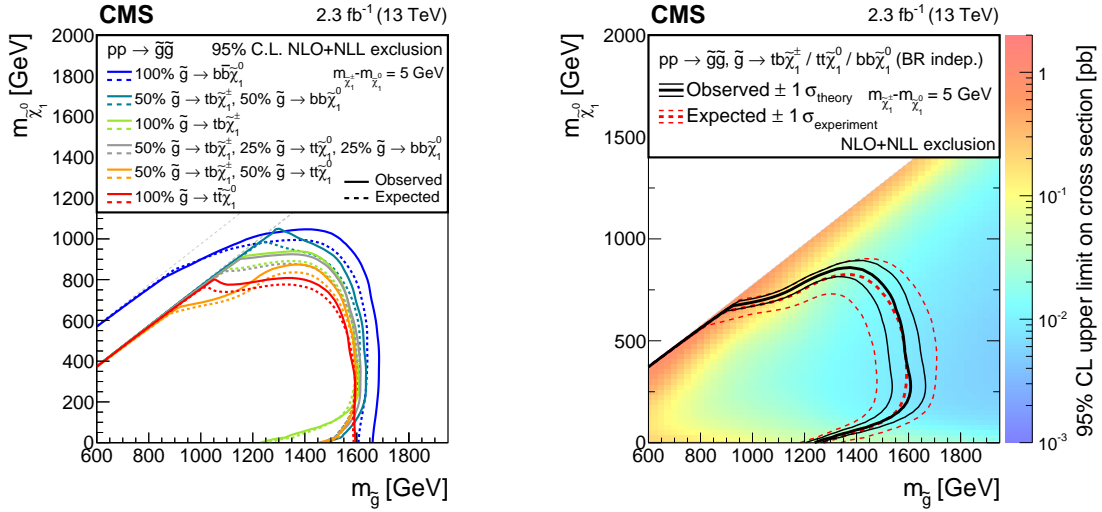 CMS 2.3 fb⁻¹ (13 TeV)
pp → g̃g̃ 95% C.L. NLO+NLL exclusion
100% g̃ → bb̄χ̃₁⁰ m_χ̃₁± - m_χ̃₁⁰ = 5 GeV
50% g̃ → tbχ̃₁±, 50% g̃ → bb̄χ̃₁⁰
100% g̃ → tbχ̃₁±
50% g̃ → tbχ̃₁±, 25% g̃ → tt̄χ̃₁⁰, 25% g̃ → bb̄χ̃₁⁰
50% g̃ → tbχ̃₁±, 50% g̃ → tt̄χ̃₁⁰
Observed
100% g̃ → tt̄χ̃₁⁰
Expected
m_χ̃₁⁰ [GeV]
2000
1800
1600
1400
1200
1000
800
600
400
200
0
600 800 1000 1200 1400 1600 1800
m_g̃ [GeV]
CMS 2.3 fb⁻¹ (13 TeV)
pp → g̃g̃, g̃ → tbχ̃₁± / tt̄χ̃₁⁰ / bb̄χ̃₁⁰ (BR indep.)
Observed ± 1 σ_theory m_χ̃₁± - m_χ̃₁⁰ = 5 GeV
Expected ± 1 σ_experiment
NLO+NLL exclusion
m_χ̃₁⁰ [GeV]
2000
1500
1000
500
0
600 800 1000 1200 1400 1600 1800
m_g̃ [GeV]
1
10⁻¹
10⁻²
10⁻³
95% CL upper limit on cross section [pb]